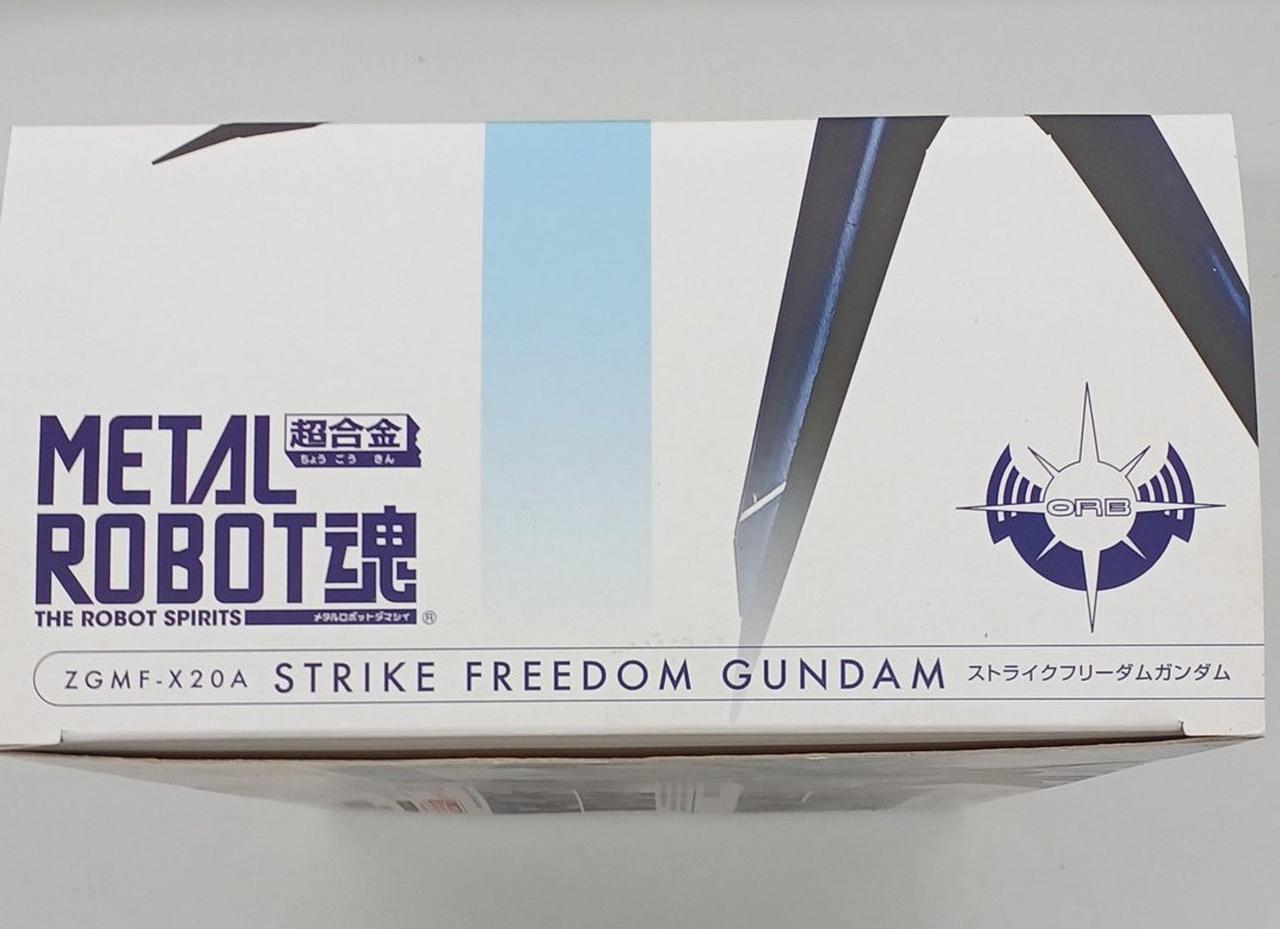 METAL 超合金
ちょう ごう きん
ROBOT魂
THE ROBOT SPIRITS メタルロボットダマシイ ®
ORB
ZGMF-X20A STRIKE FREEDOM GUNDAM ストライクフリーダムガンダム